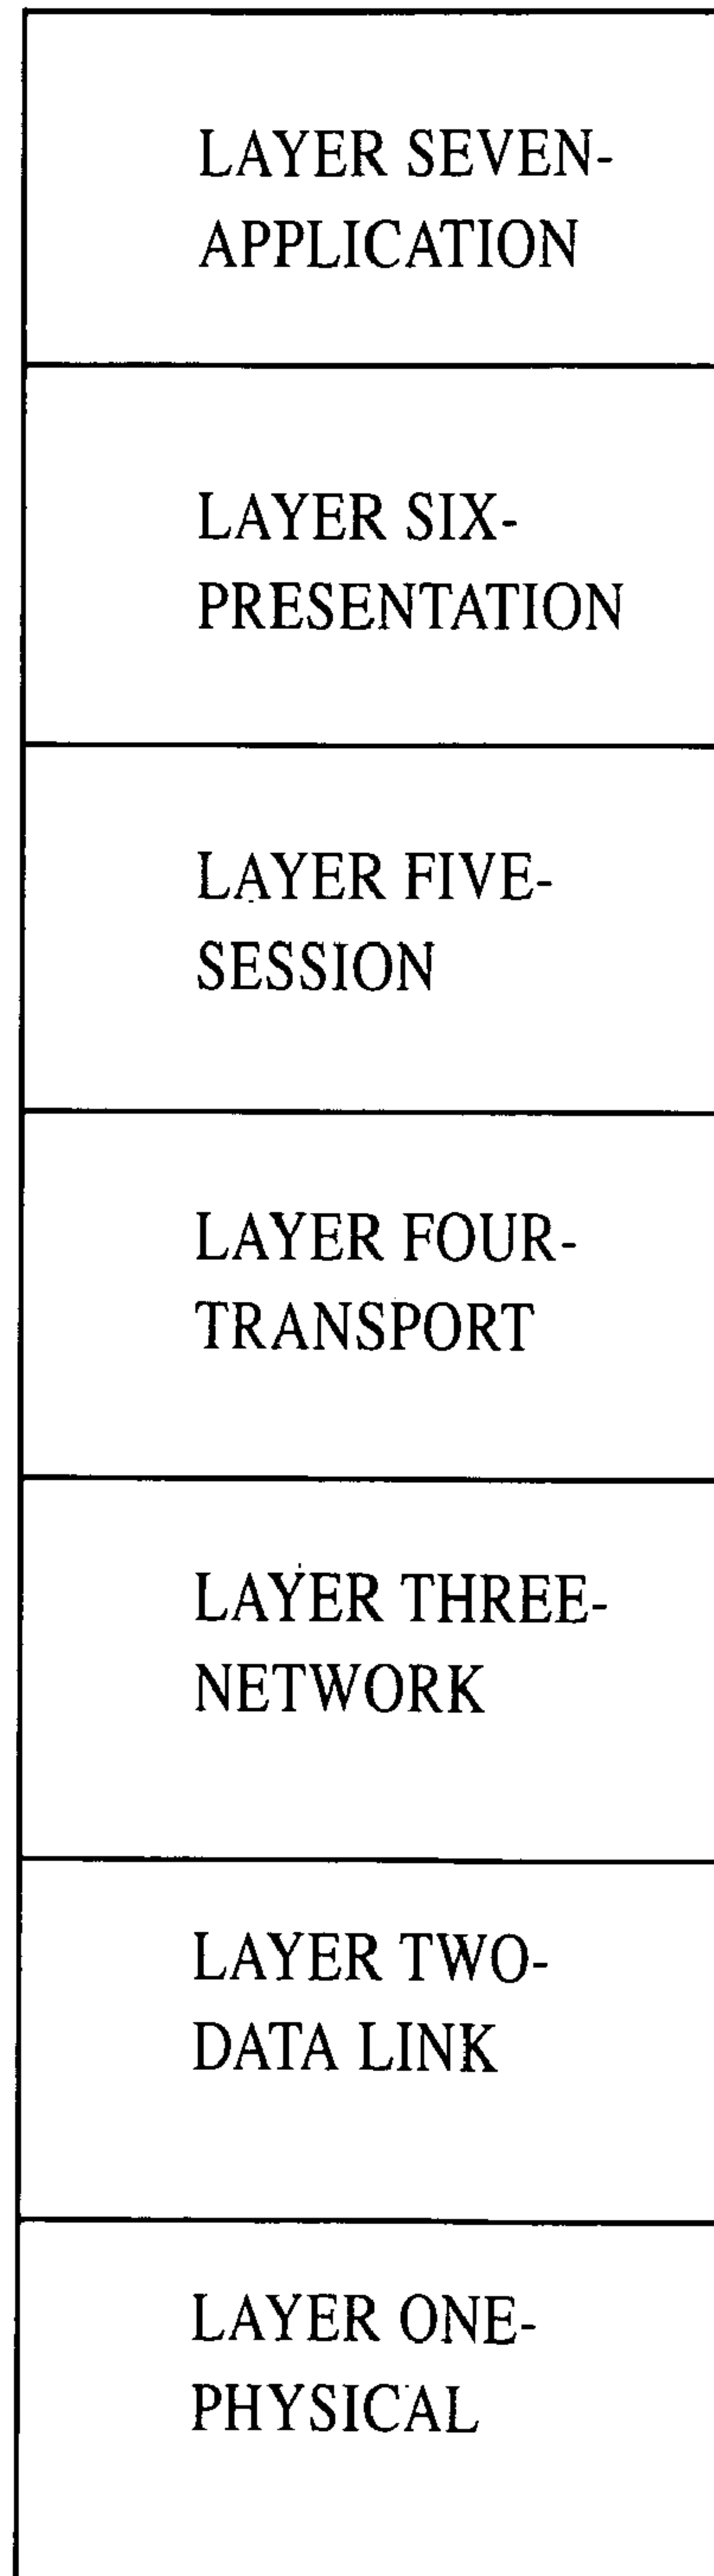 LAYER SEVEN-
APPLICATION
LAYER SIX-
PRESENTATION
LAYER FIVE-
SESSION
LAYER FOUR-
TRANSPORT
LAYER THREE-
NETWORK
LAYER TWO-
DATA LINK
LAYER ONE-
PHYSICAL